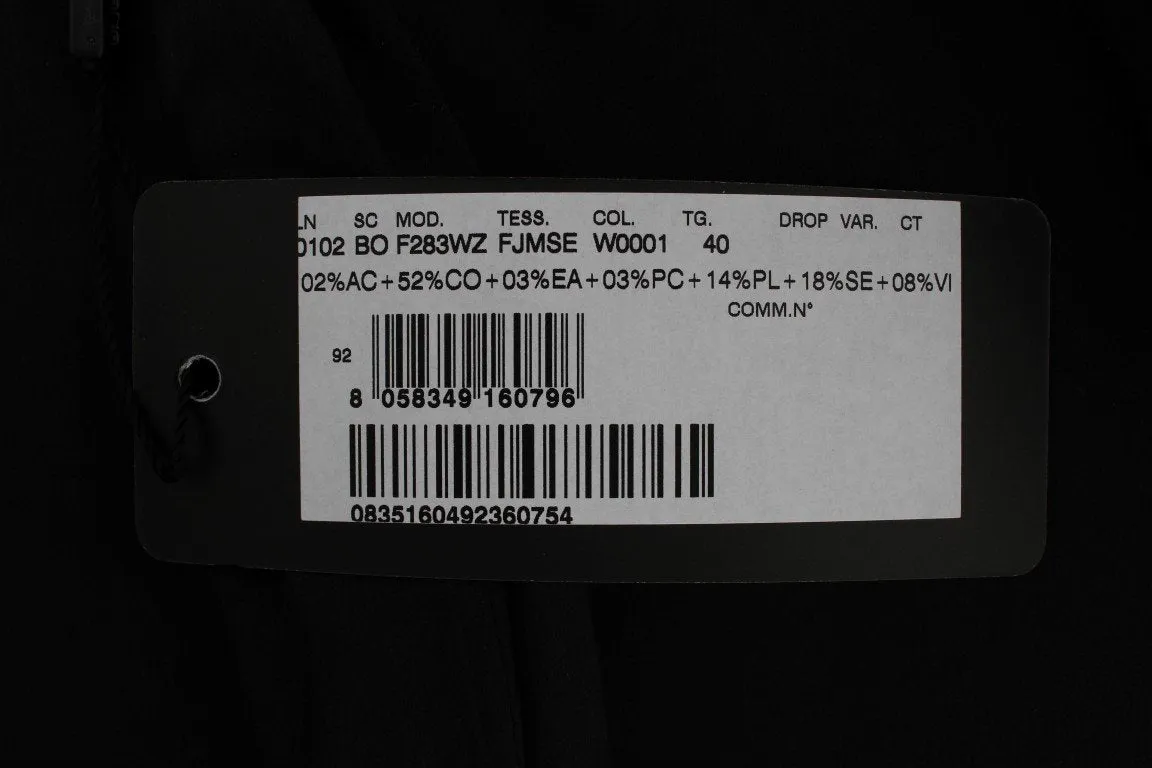 LN SC MOD. TESS. COL. TG. DROP VAR. CT
0102 BO F283WZ FJMSE W0001 40
02%AC+52%CO+03%EA+03%PC+14%PL+18%SE+08%VI
COMM.N°
92
8 058349 160796
0835160492360754